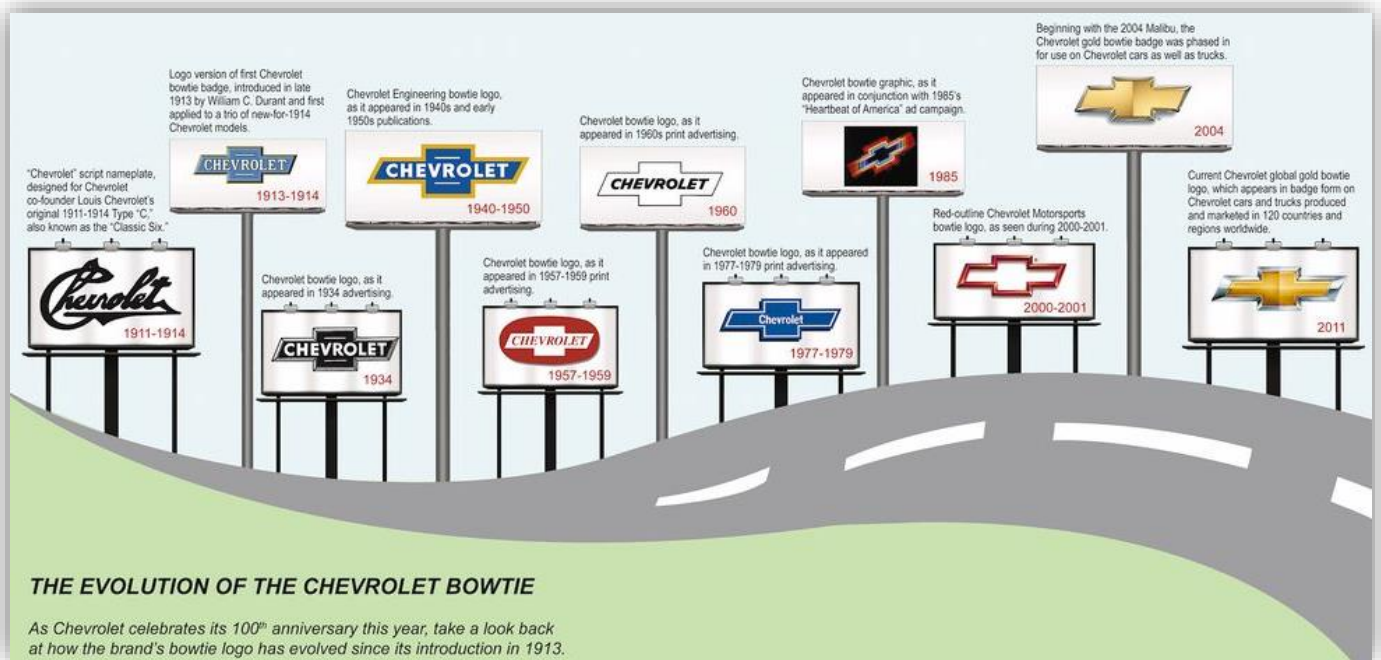 "Chevrolet" script nameplate,
designed for Chevrolet
co-founder Louis Chevrolet's
original 1911-1914 Type "C,"
also known as the "Classic Six."
Chevrolet
1911-1914
Logo version of first Chevrolet
bowtie badge, introduced in late
1913 by William C. Durant and first
applied to a trio of new-for-1914
Chevrolet models.
CHEVROLET
1913-1914
Chevrolet bowtie logo, as it
appeared in 1934 advertising.
CHEVROLET
1934
Chevrolet Engineering bowtie logo,
as it appeared in 1940s and early
1950s publications.
CHEVROLET
1940-1950
Chevrolet bowtie logo, as it
appeared in 1957-1959 print
advertising.
CHEVROLET
1957-1959
Chevrolet bowtie logo, as it
appeared in 1960s print advertising.
CHEVROLET
1960
Chevrolet bowtie logo, as it appeared
in 1977-1979 print advertising.
Chevrolet
1977-1979
Chevrolet bowtie graphic, as it
appeared in conjunction with 1985's
"Heartbeat of America" ad campaign.
1985
Red-outline Chevrolet Motorsports
bowtie logo, as seen during 2000-2001.
2000-2001
Beginning with the 2004 Malibu, the
Chevrolet gold bowtie badge was phased in
for use on Chevrolet cars as well as trucks.
2004
Current Chevrolet global gold bowtie
logo, which appears in badge form on
Chevrolet cars and trucks produced
and marketed in 120 countries and
regions worldwide.
2011
THE EVOLUTION OF THE CHEVROLET BOWTIE
As Chevrolet celebrates its 100th anniversary this year, take a look back
at how the brand's bowtie logo has evolved since its introduction in 1913.